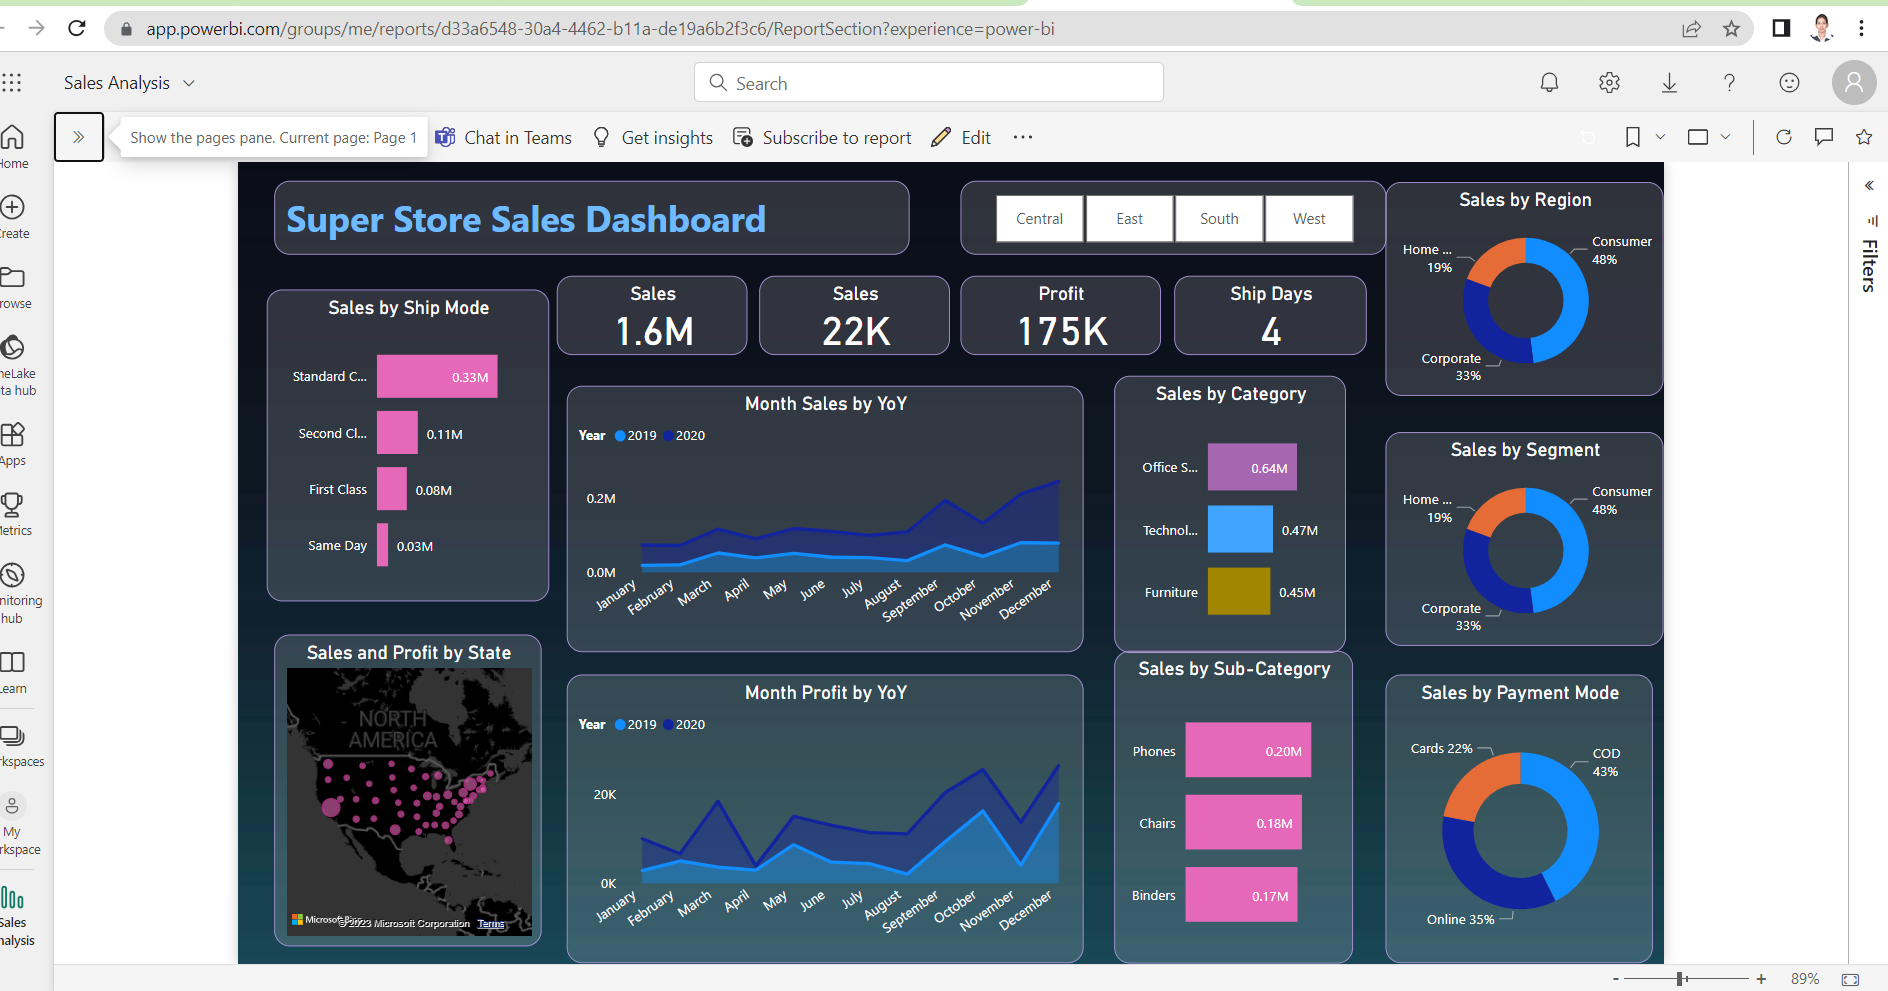 app.powerbi.com/groups/me/reports/d33a6548-30a4-4462-b11a-de19a6b2f3c6/ReportSection?experience=power-bi
Sales Analysis
Search
Show the pages pane. Current page: Page 1
Chat in Teams
Get insights
Subscribe to report
Edit
Home
reate
rowse
neLake
ta hub
Apps
Metrics
nitoring
hub
Learn
rkspaces
My
rkspace
Sales
nalysis
Filters
Super Store Sales Dashboard
Central
East
South
West
Sales by Region
Home ...
19%
Consumer
48%
Corporate
33%
Sales by Ship Mode
Standard C...
0.33M
Second Cl...
0.11M
First Class
0.08M
Same Day
0.03M
Sales
1.6M
Sales
22K
Profit
175K
Ship Days
4
Month Sales by YoY
Year 2019 2020
0.2M
0.0M
January
February
March
April
May
June
July
August
September
October
November
December
Sales by Category
Office S...
0.64M
Technol...
0.47M
Furniture
0.45M
Sales by Segment
Home ...
19%
Consumer
48%
Corporate
33%
Sales and Profit by State
NORTH
AMERICA
Microsoft Bing
©2023 Microsoft Corporation Terms
Month Profit by YoY
Year 2019 2020
20K
0K
January
February
March
April
May
June
July
August
September
October
November
December
Sales by Sub-Category
Phones
0.20M
Chairs
0.18M
Binders
0.17M
Sales by Payment Mode
Cards 22%
COD
43%
Online 35%
- + 89%